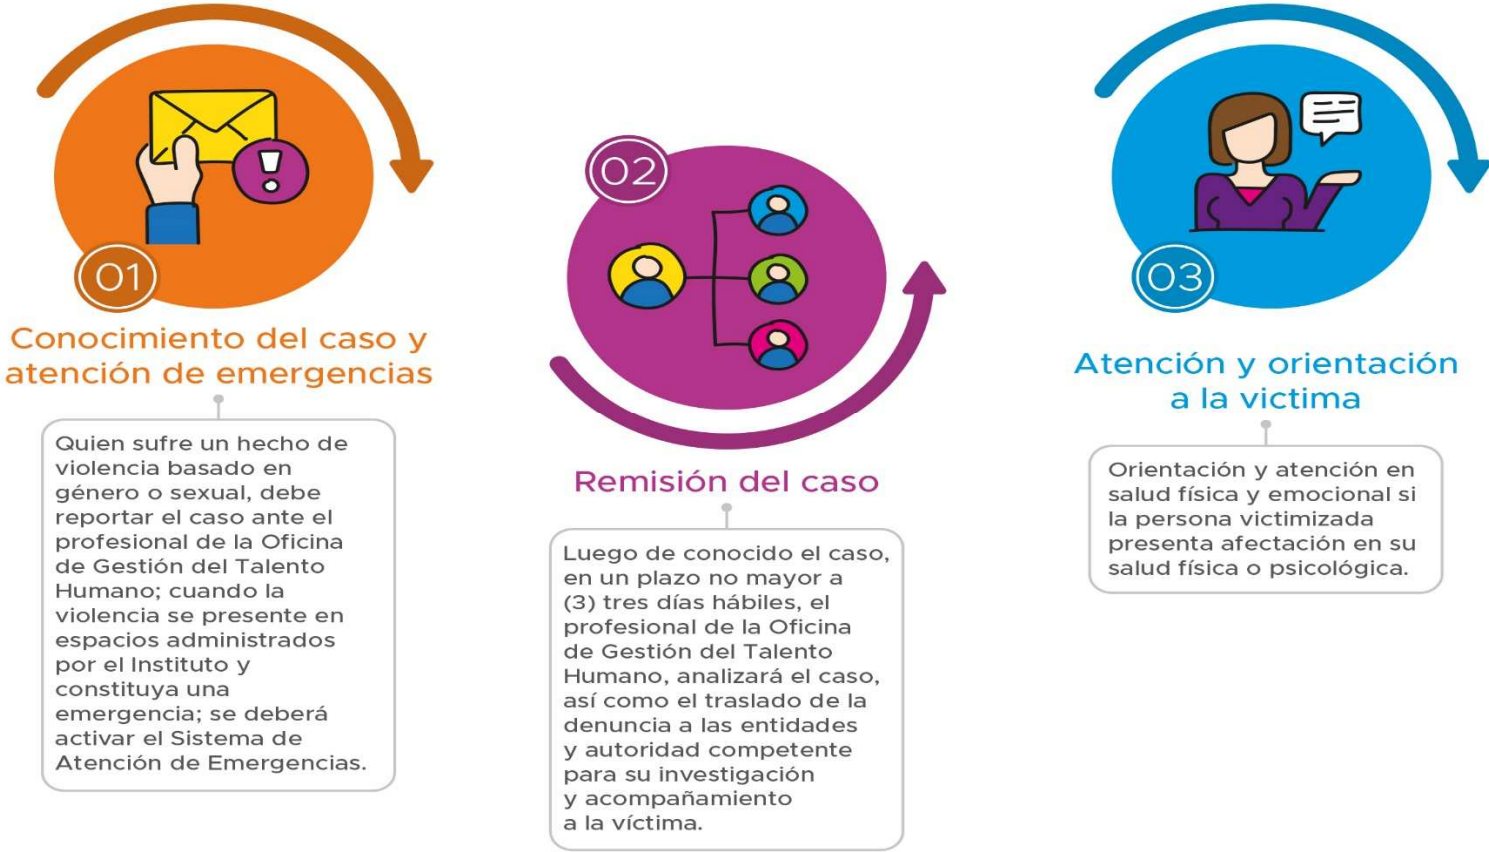 01
Conocimiento del caso y
atención de emergencias
Quien sufre un hecho de
violencia basado en
género o sexual, debe
reportar el caso ante el
profesional de la Oficina
de Gestión del Talento
Humano; cuando la
violencia se presente en
espacios administrados
por el Instituto y
constituya una
emergencia; se deberá
activar el Sistema de
Atención de Emergencias.
02
Remisión del caso
Luego de conocido el caso,
en un plazo no mayor a
(3) tres días hábiles, el
profesional de la Oficina
de Gestión del Talento
Humano, analizará el caso,
así como el traslado de la
denuncia a las entidades
y autoridad competente
para su investigación
y acompañamiento
a la víctima.
03
Atención y orientación
a la victima
Orientación y atención en
salud física y emocional si
la persona victimizada
presenta afectación en su
salud física o psicológica.